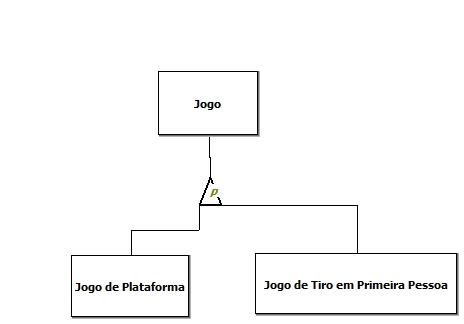 Jogo
p
Jogo de Plataforma
Jogo de Tiro em Primeira Pessoa